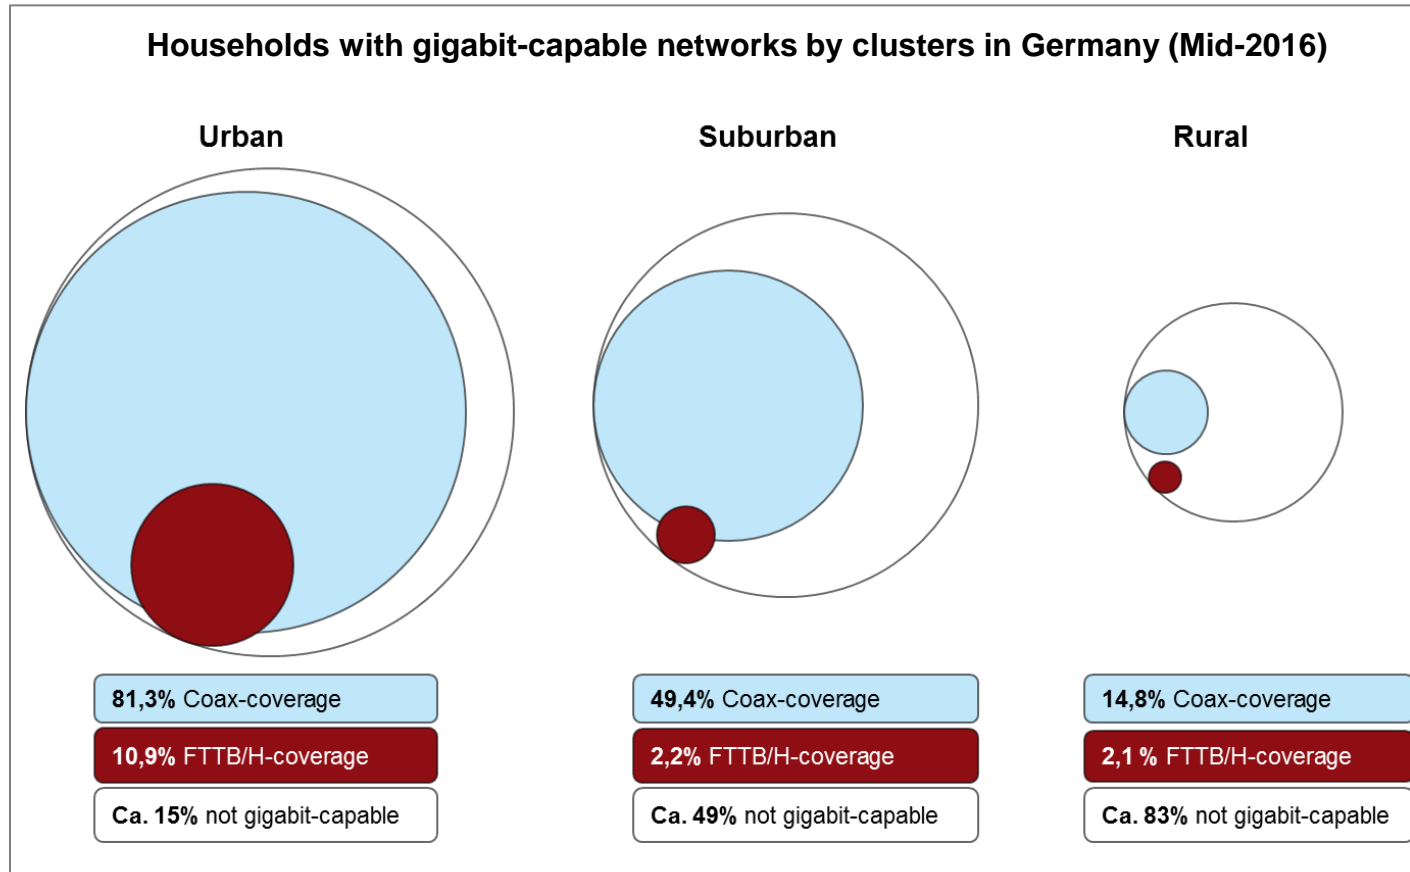 Households with gigabit-capable networks by clusters in Germany (Mid-2016)
Urban
Suburban
Rural
81,3% Coax-coverage
10,9% FTTB/H-coverage
Ca. 15% not gigabit-capable
49,4% Coax-coverage
2,2% FTTB/H-coverage
Ca. 49% not gigabit-capable
14,8% Coax-coverage
2,1 % FTTB/H-coverage
Ca. 83% not gigabit-capable